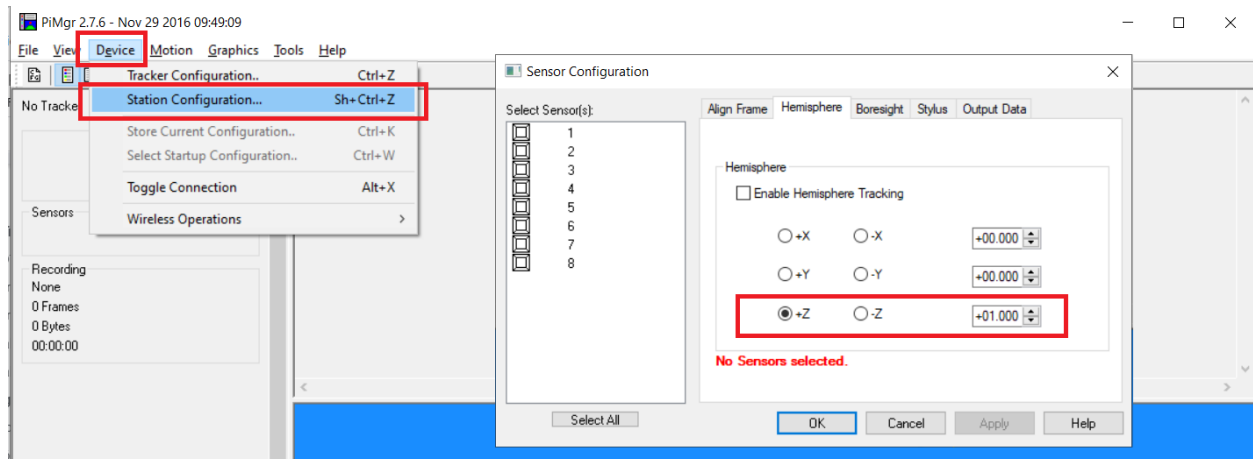 PiMgr 2.7.6 - Nov 29 2016 09:49:09
File View Device Motion Graphics Tools Help
Tracker Configuration.. Ctrl+Z
Station Configuration... Sh+Ctrl+Z
Store Current Configuration.. Ctrl+K
Select Startup Configuration.. Ctrl+W
Toggle Connection Alt+X
Wireless Operations
No Tracke
Sensors
Recording
None
0 Frames
0 Bytes
00:00:00
Sensor Configuration
Select Sensor(s):
1
2
3
4
5
6
7
8
Select All
Align Frame Hemisphere Boresight Stylus Output Data
Hemisphere
Enable Hemisphere Tracking
+X -X +00.000
+Y -Y +00.000
+Z -Z +01.000
No Sensors selected.
OK Cancel Apply Help